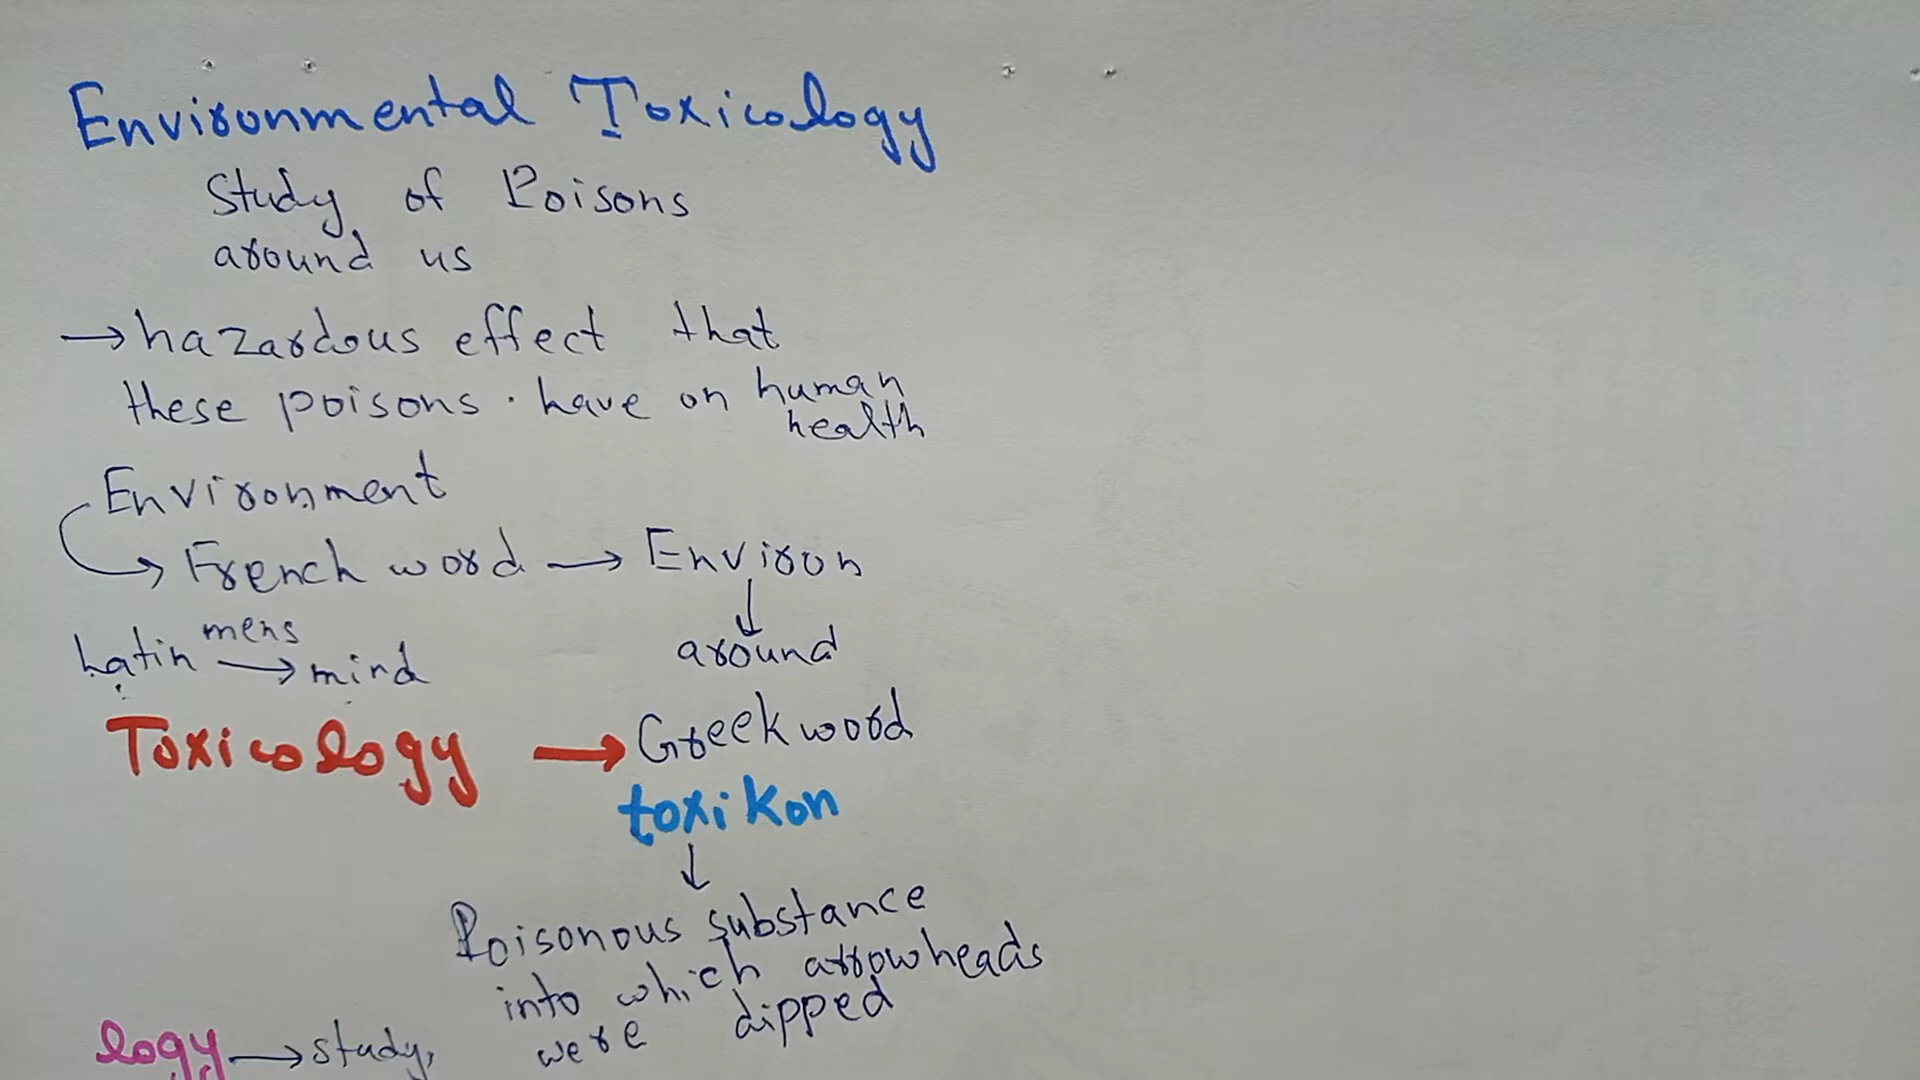 Environmental Toxicology
Study of Poisons
around us
→ hazardous effect that
these poisons. have on human
health
Environment
→ French word → Environ
↓
around
Latin mens → mind
Toxicology → Greek word
toxikon
↓
Poisonous substance
into which arrowheads
were dipped
logy → study,